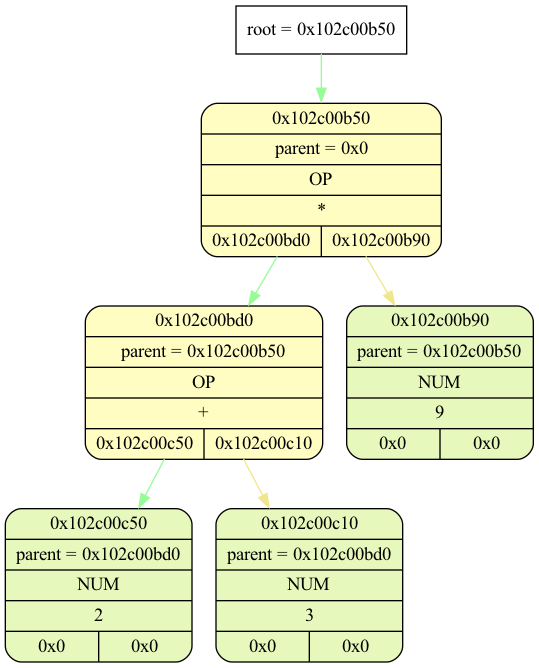 root = 0x102c00b50
0x102c00b50
parent = 0x0
OP
*
0x102c00bd0 0x102c00b90
0x102c00bd0
parent = 0x102c00b50
OP
+
0x102c00c50 0x102c00c10
0x102c00b90
parent = 0x102c00b50
NUM
9
0x0 0x0
0x102c00c50
parent = 0x102c00bd0
NUM
2
0x0 0x0
0x102c00c10
parent = 0x102c00bd0
NUM
3
0x0 0x0